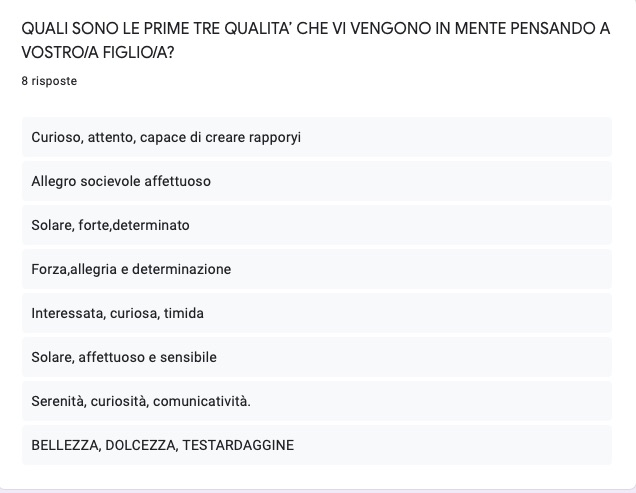 QUALI SONO LE PRIME TRE QUALITA’ CHE VI VENGONO IN MENTE PENSANDO A
VOSTRO/A FIGLIO/A?
8 risposte
Curioso, attento, capace di creare rapporyi
Allegro socievole affettuoso
Solare, forte,determinato
Forza,allegria e determinazione
Interessata, curiosa, timida
Solare, affettuoso e sensibile
Serenità, curiosità, comunicatività.
BELLEZZA, DOLCEZZA, TESTARDAGGINE